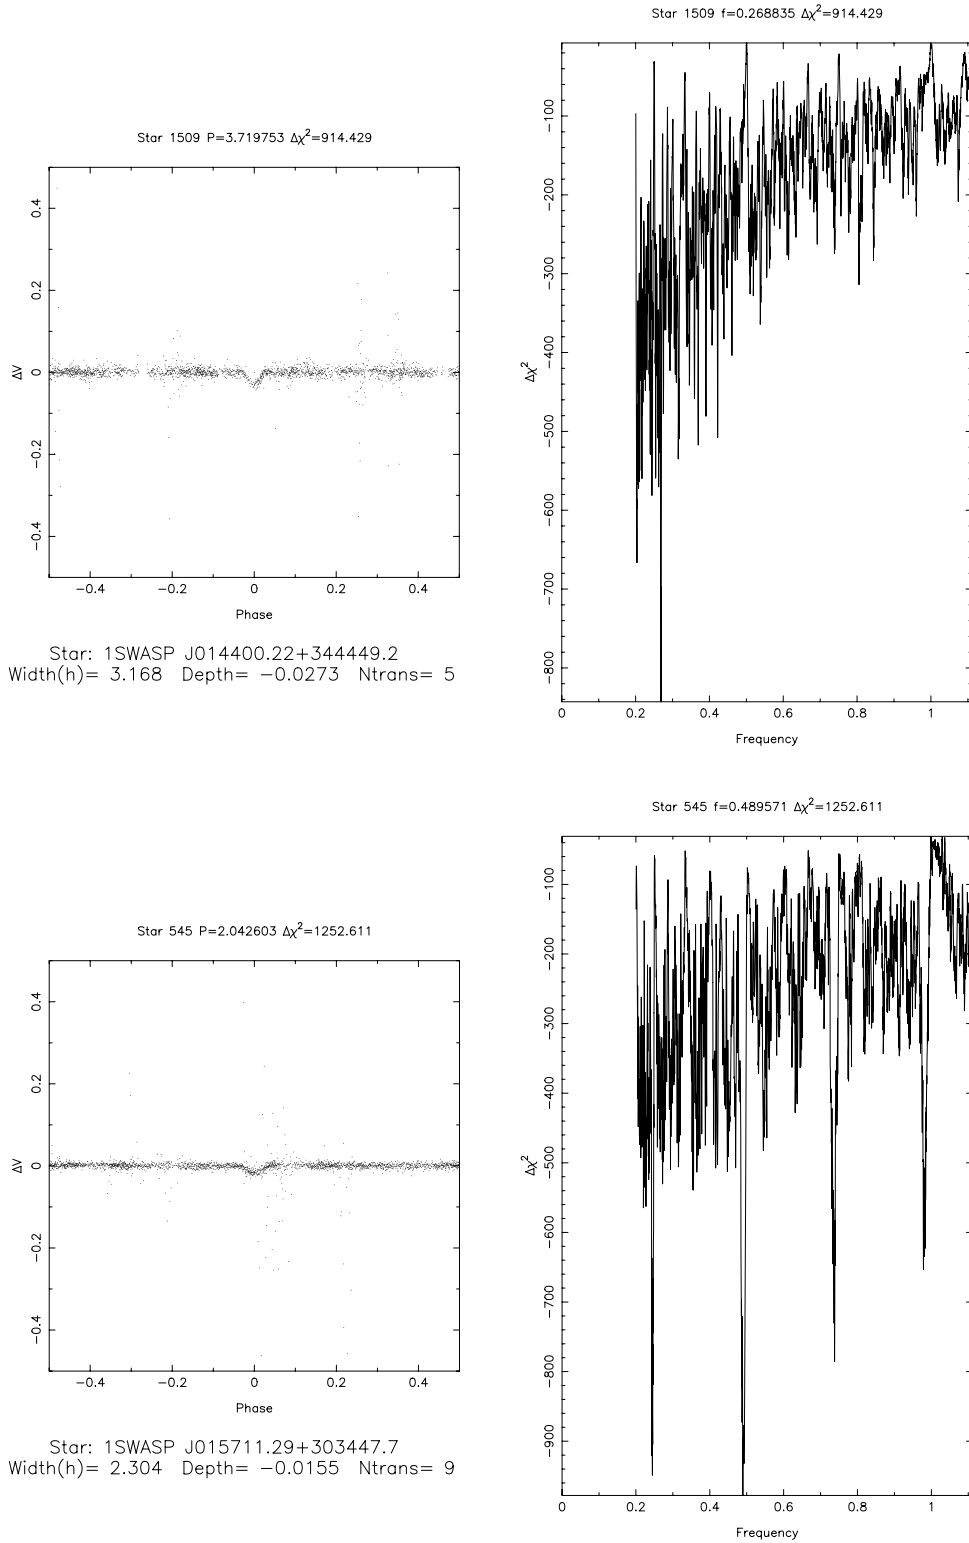 Star 1509 f=0.268835 Δχ²=914.429
Star 1509 P=3.719753 Δχ²=914.429
0.4
0.2
0
−0.2
−0.4
ΔV
−0.4 −0.2 0 0.2 0.4
Phase
Star: 1SWASP J014400.22+344449.2
Width(h)= 3.168 Depth= −0.0273 Ntrans= 5
−100
−200
−300
−400
−500
−600
−700
−800
Δχ²
0 0.2 0.4 0.6 0.8 1
Frequency
Star 545 f=0.489571 Δχ²=1252.611
Star 545 P=2.042603 Δχ²=1252.611
0.4
0.2
0
−0.2
−0.4
ΔV
−0.4 −0.2 0 0.2 0.4
Phase
Star: 1SWASP J015711.29+303447.7
Width(h)= 2.304 Depth= −0.0155 Ntrans= 9
−100
−200
−300
−400
−500
−600
−700
−800
−900
Δχ²
0 0.2 0.4 0.6 0.8 1
Frequency